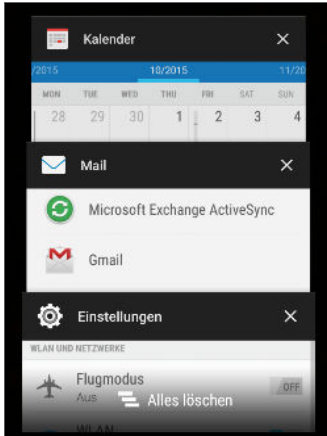 Kalender
/2015 10/2015 11/20
MON TUE WED THU FRI SAT SUN
28 29 30 1 2 3 4
Mail
Microsoft Exchange ActiveSync
Gmail
Einstellungen
WLAN UND NETZWERKE
Flugmodus
OFF
Aus
Alles löschen
WLAN